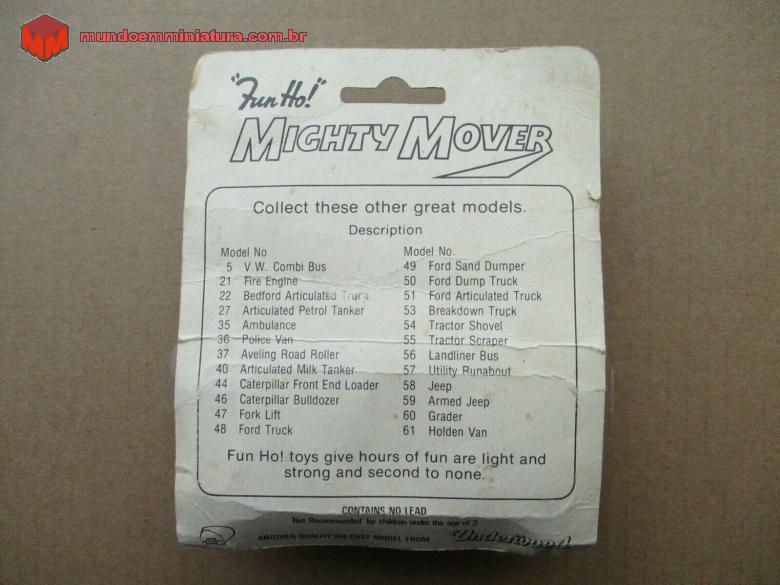 mundoemminiatura.com.br
"Fun Ho!"
MIGHTY MOVER
Collect these other great models.
Description
Model No
5 V.W. Combi Bus
21 Fire Engine
22 Bedford Articulated Truck
27 Articulated Petrol Tanker
35 Ambulance
36 Police Van
37 Aveling Road Roller
40 Articulated Milk Tanker
44 Caterpillar Front End Loader
46 Caterpillar Bulldozer
47 Fork Lift
48 Ford Truck
Model No.
49 Ford Sand Dumper
50 Ford Dump Truck
51 Ford Articulated Truck
53 Breakdown Truck
54 Tractor Shovel
55 Tractor Scraper
56 Landliner Bus
57 Utility Runabout
58 Jeep
59 Armed Jeep
60 Grader
61 Holden Van
Fun Ho! toys give hours of fun are light and
strong and second to none.
CONTAINS NO LEAD
'Not Recommended' for children under the age of 3
ANOTHER QUALITY DIE-CAST MODEL FROM Underwood